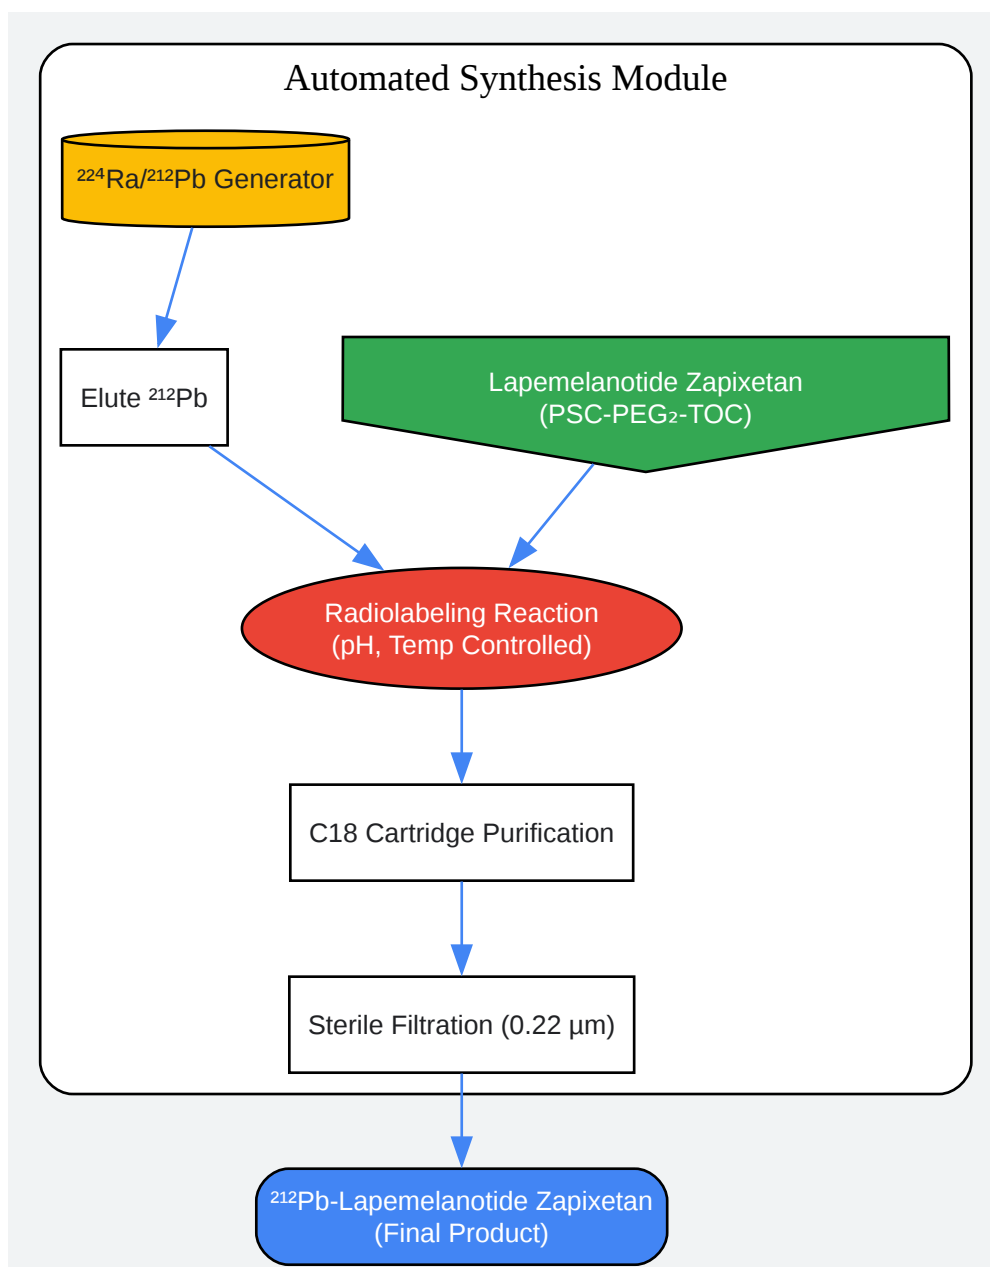 Automated Synthesis Module
²²⁴Ra/²¹²Pb Generator
Elute ²¹²Pb
Lapemelanotide Zapixetan
(PSC-PEG₂-TOC)
Radiolabeling Reaction
(pH, Temp Controlled)
C18 Cartridge Purification
Sterile Filtration (0.22 µm)
²¹²Pb-Lapemelanotide Zapixetan
(Final Product)